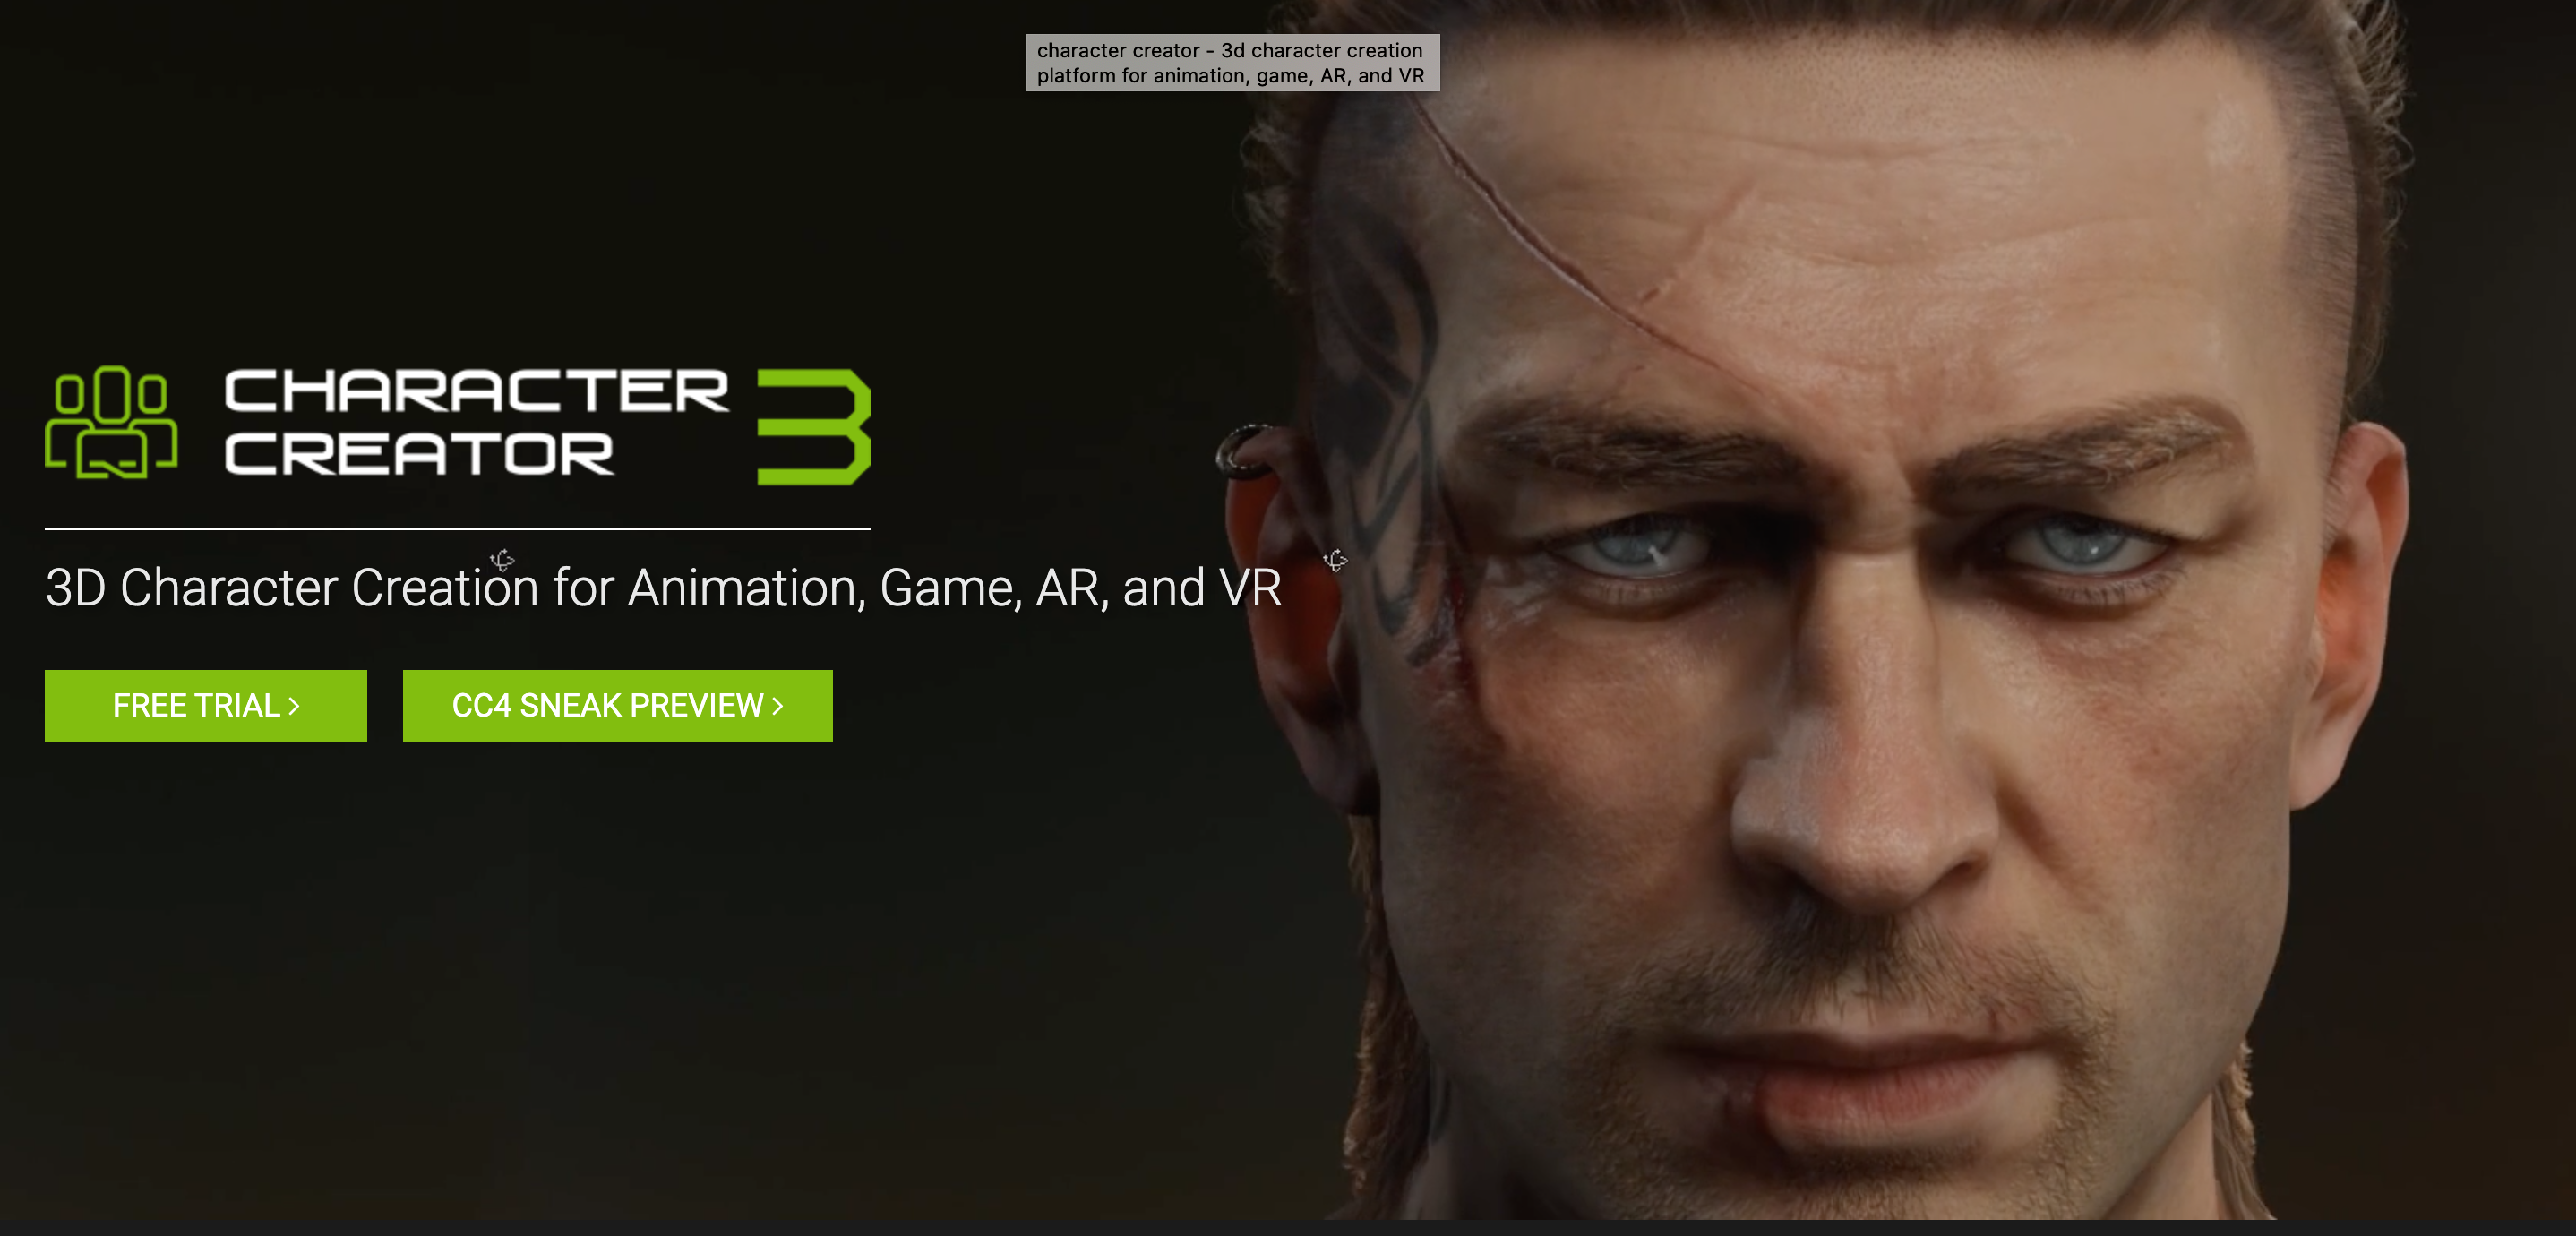 character creator - 3d character creation
platform for animation, game, AR, and VR
CHARACTER
CREATOR
3
3D Character Creation for Animation, Game, AR, and VR
FREE TRIAL >
CC4 SNEAK PREVIEW >